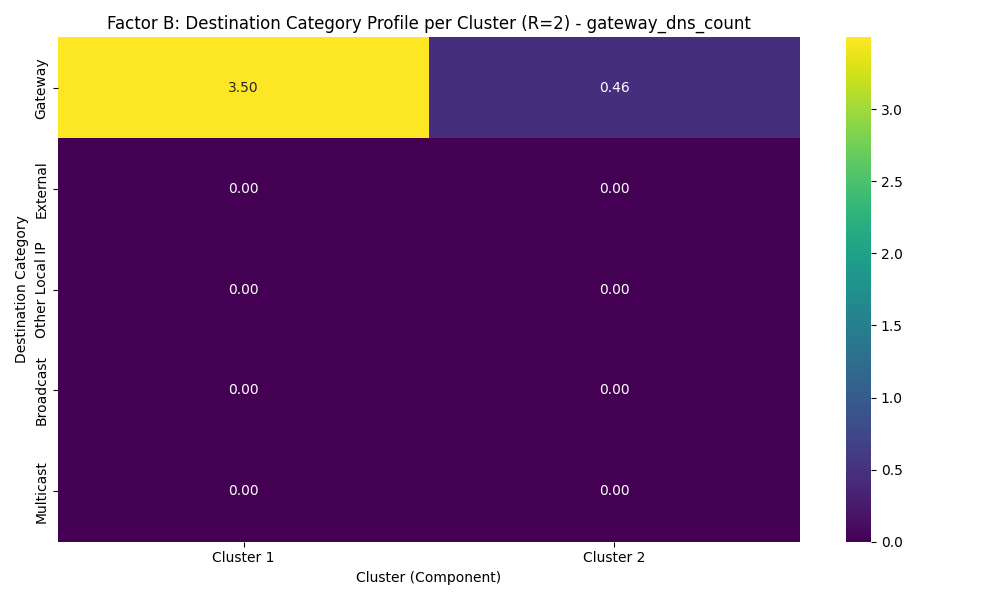 Factor B: Destination Category Profile per Cluster (R=2) - gateway_dns_count
Destination Category
Gateway
3.50
0.46
External
0.00
0.00
Other Local IP
0.00
0.00
Broadcast
0.00
0.00
Multicast
0.00
0.00
Cluster 1
Cluster 2
Cluster (Component)
3.0
2.5
2.0
1.5
1.0
0.5
0.0